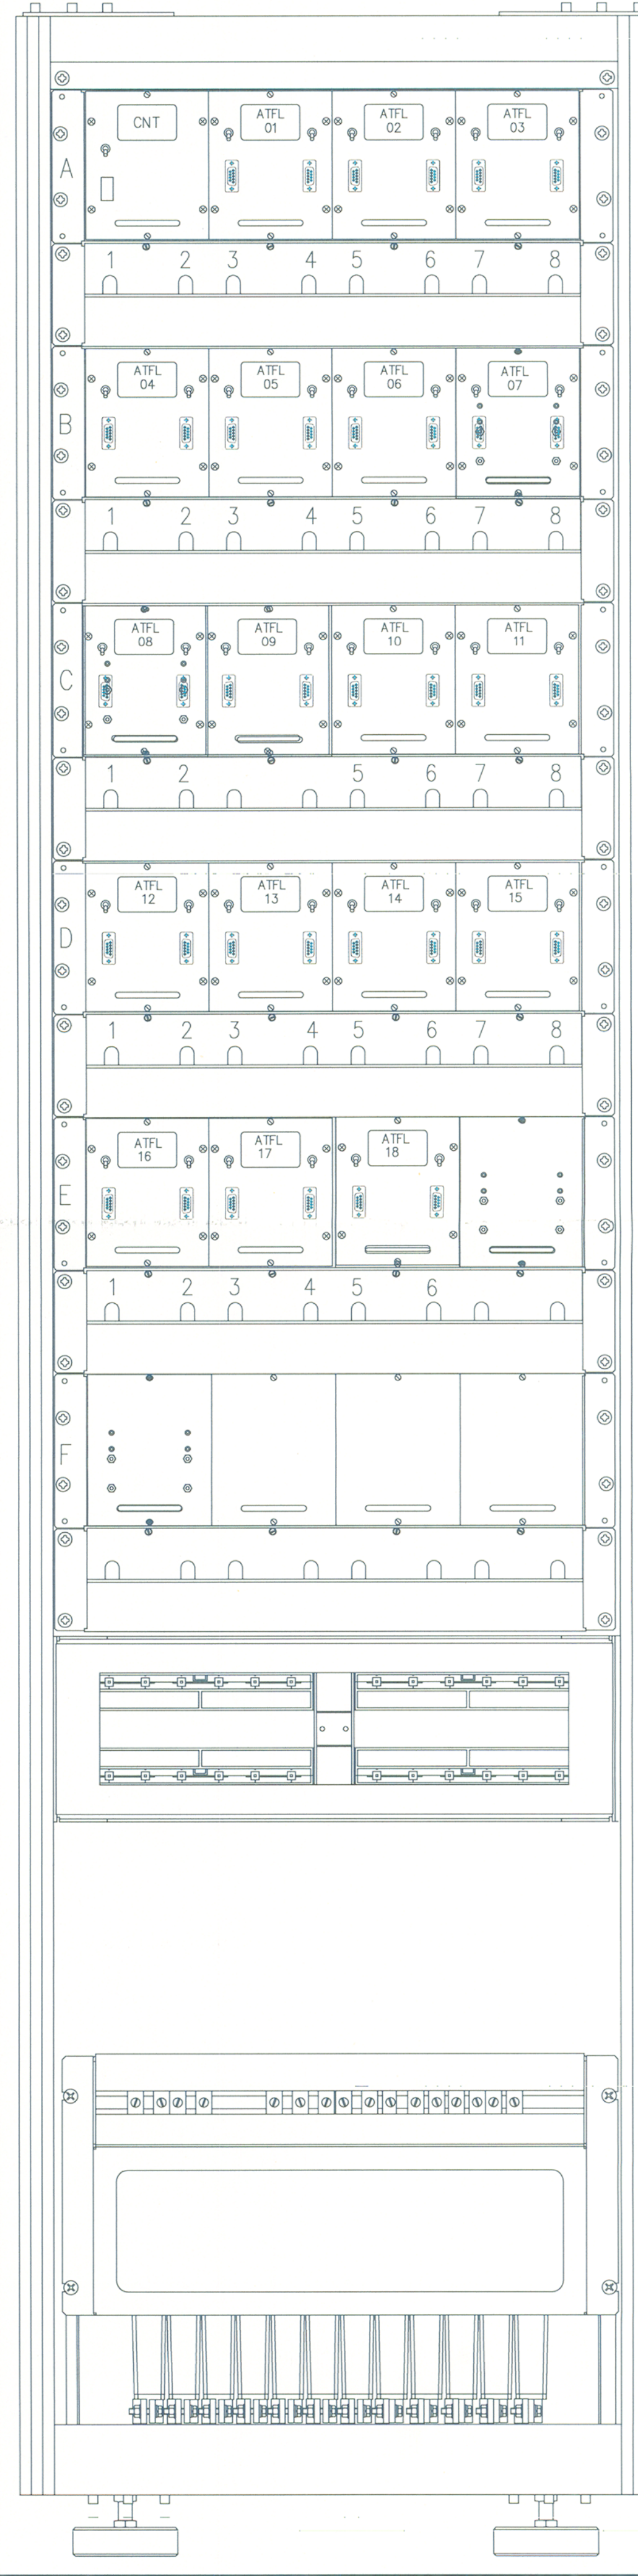 A
CNT
ATFL
01
ATFL
02
ATFL
03
1 2 3 4 5 6 7 8
B
ATFL
04
ATFL
05
ATFL
06
ATFL
07
1 2 3 4 5 6 7 8
C
ATFL
08
ATFL
09
ATFL
10
ATFL
11
1 2 5 6 7 8
D
ATFL
12
ATFL
13
ATFL
14
ATFL
15
1 2 3 4 5 6 7 8
E
ATFL
16
ATFL
17
ATFL
18
1 2 3 4 5 6
F